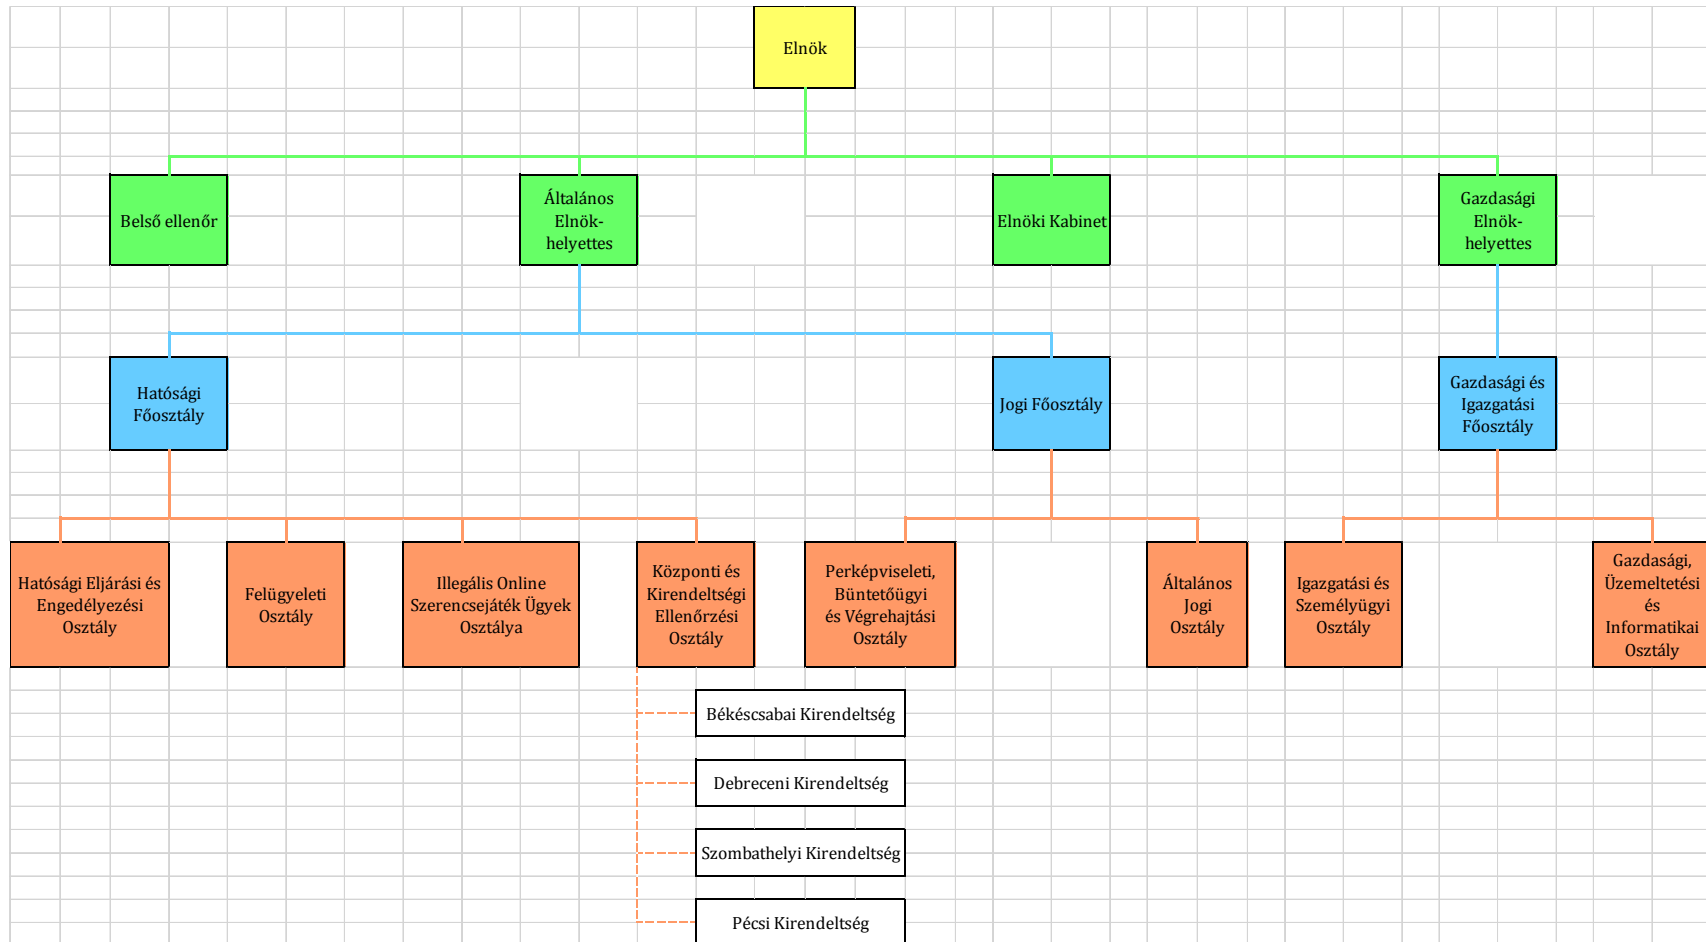 Elnök
Belső ellenőr
Általános
Elnök-
helyettes
Elnöki Kabinet
Gazdasági
Elnök-
helyettes
Hatósági
Főosztály
Jogi Főosztály
Gazdasági és
Igazgatási
Főosztály
Hatósági Eljárási és
Engedélyezési
Osztály
Felügyeleti
Osztály
Illegális Online
Szerencsejáték Ügyek
Osztálya
Központi és
Kirendeltségi
Ellenőrzési
Osztály
Perképviseleti,
Büntetőügyi
és Végrehajtási
Osztály
Általános
Jogi
Osztály
Igazgatási és
Személyügyi
Osztály
Gazdasági,
Üzemeltetési
és
Informatikai
Osztály
Békéscsabai Kirendeltség
Debreceni Kirendeltség
Szombathelyi Kirendeltség
Pécsi Kirendeltség